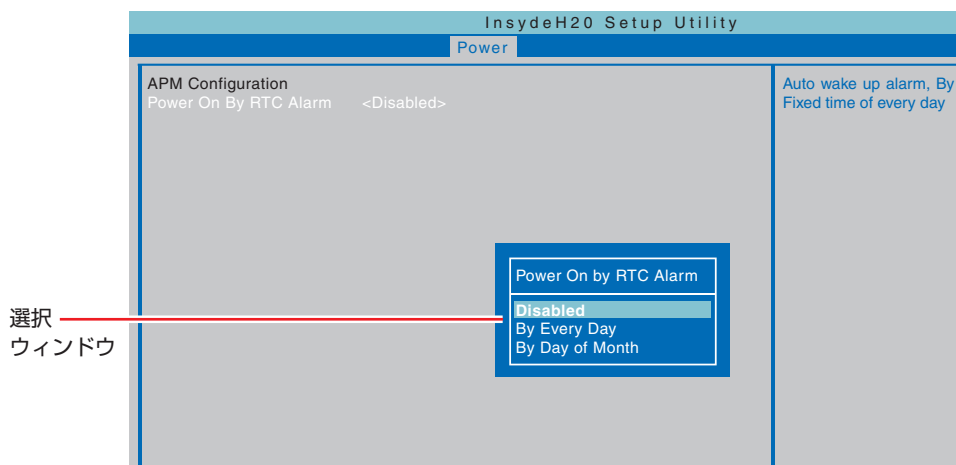 InsydeH20 Setup Utility
Power
APM Configuration
Power On By RTC Alarm <Disabled>
Auto wake up alarm, By
Fixed time of every day
Power On by RTC Alarm
Disabled
By Every Day
By Day of Month
選択
ウィンドウ